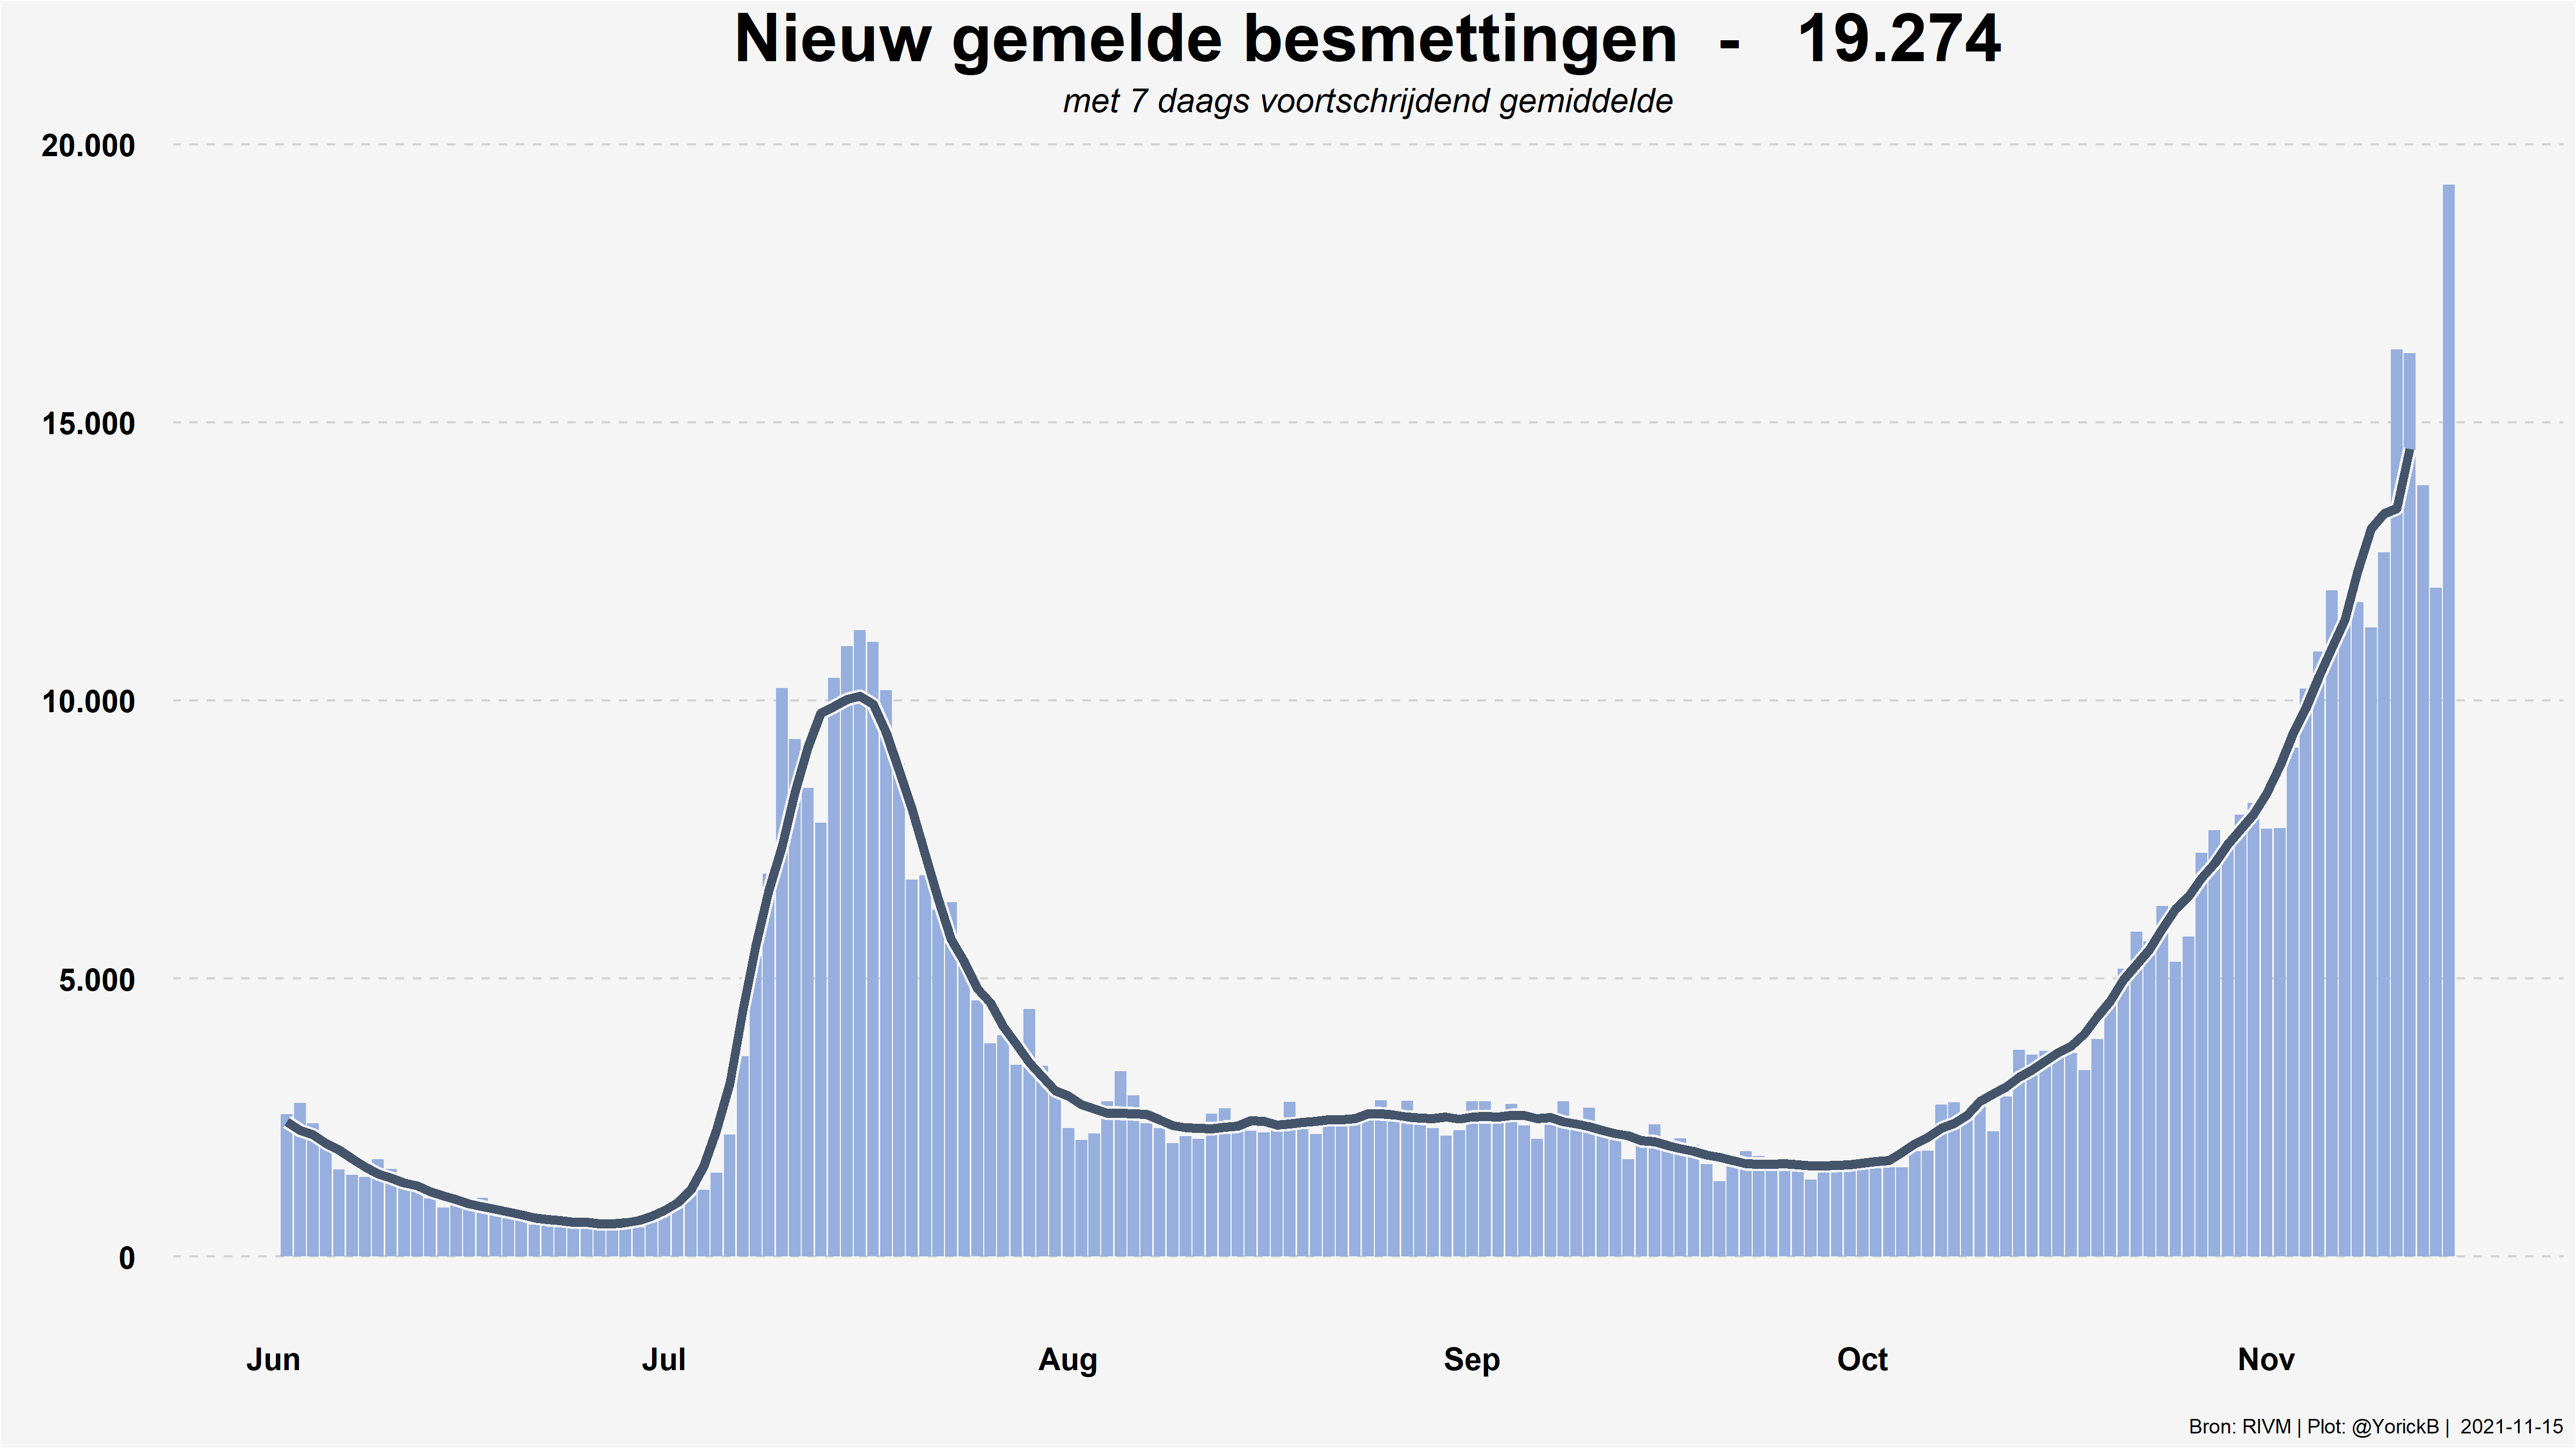 Nieuw gemelde besmettingen - 19.274
met 7 daags voortschrijdend gemiddelde
20.000
15.000
10.000
5.000
0
Jun Jul Aug Sep Oct Nov
Bron: RIVM | Plot: @YorickB | 2021-11-15